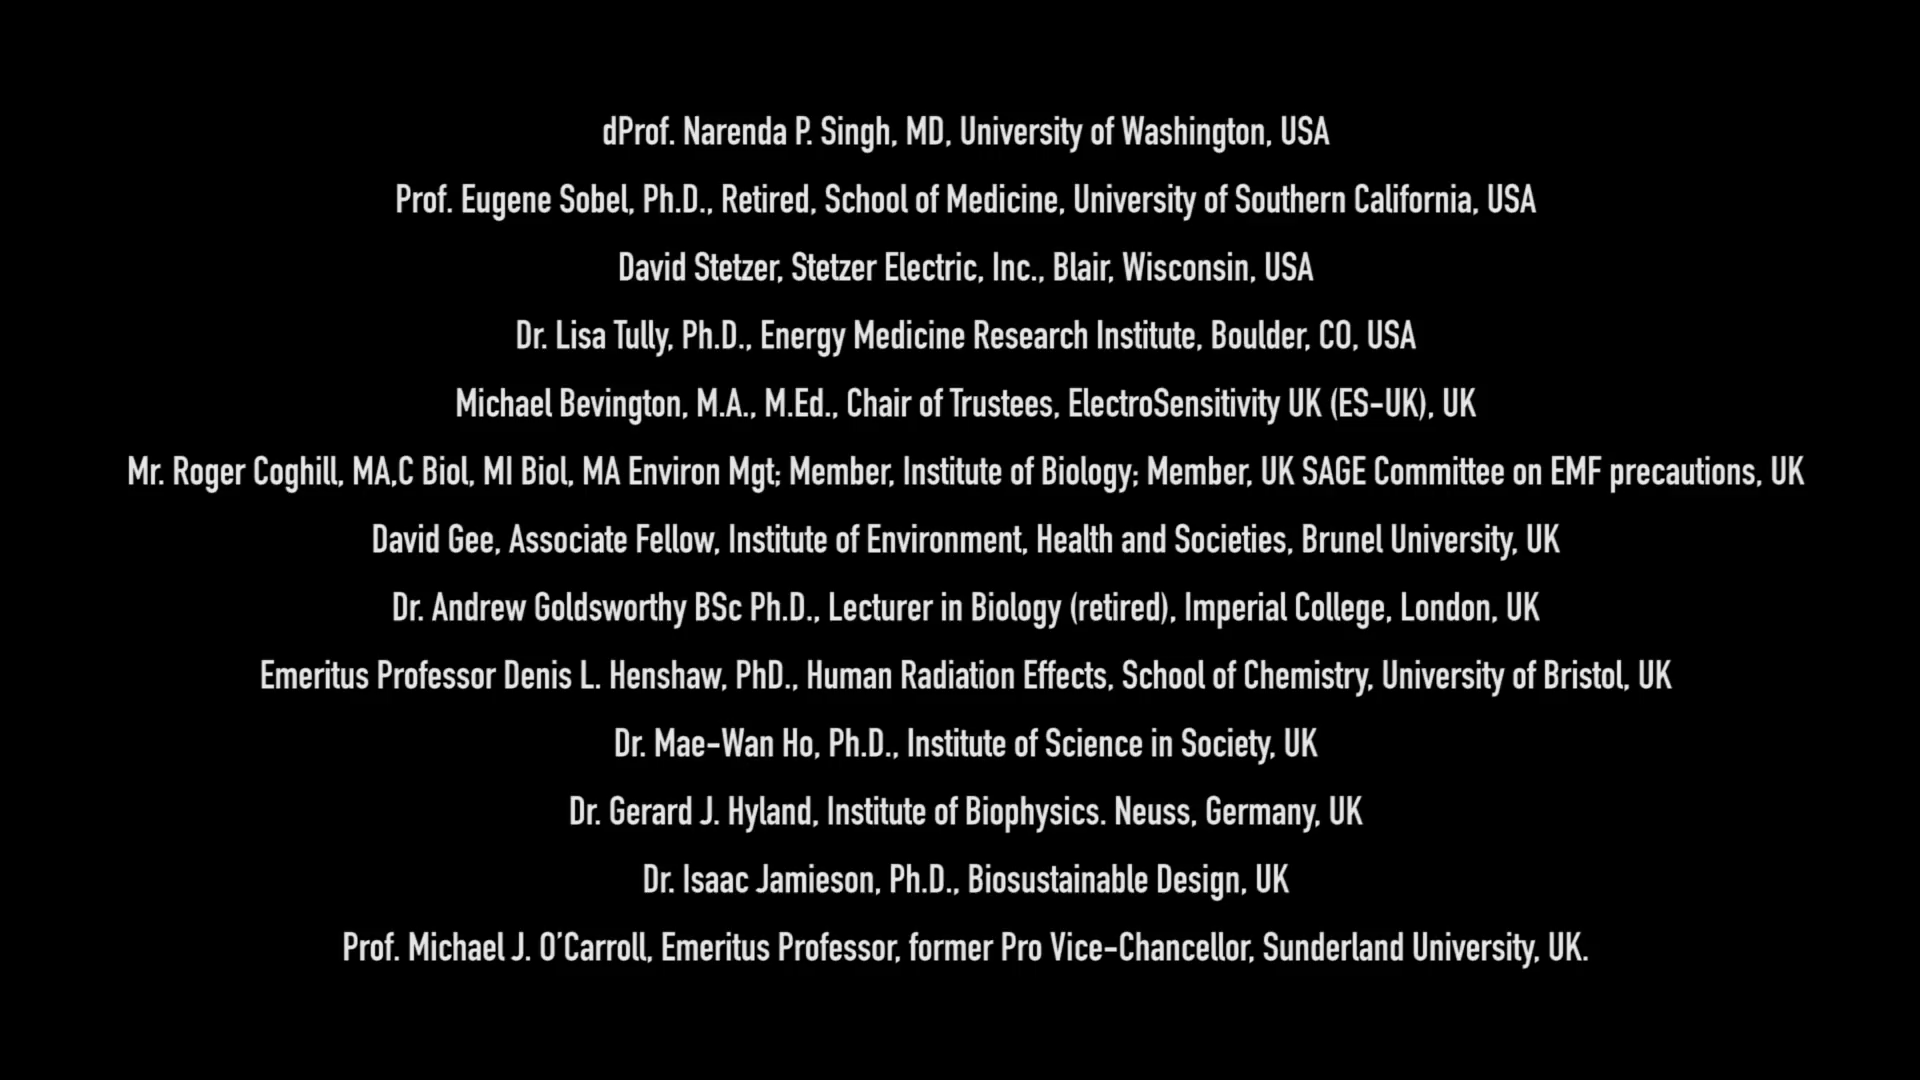 dProf. Narenda P. Singh, MD, University of Washington, USA
Prof. Eugene Sobel, Ph.D., Retired, School of Medicine, University of Southern California, USA
David Stetzer, Stetzer Electric, Inc., Blair, Wisconsin, USA
Dr. Lisa Tully, Ph.D., Energy Medicine Research Institute, Boulder, CO, USA
Michael Bevington, M.A., M.Ed., Chair of Trustees, ElectroSensitivity UK (ES-UK), UK
Mr. Roger Coghill, MA,C Biol, MI Biol, MA Environ Mgt; Member, Institute of Biology; Member, UK SAGE Committee on EMF precautions, UK
David Gee, Associate Fellow, Institute of Environment, Health and Societies, Brunel University, UK
Dr. Andrew Goldsworthy BSc Ph.D., Lecturer in Biology (retired), Imperial College, London, UK
Emeritus Professor Denis L. Henshaw, PhD., Human Radiation Effects, School of Chemistry, University of Bristol, UK
Dr. Mae-Wan Ho, Ph.D., Institute of Science in Society, UK
Dr. Gerard J. Hyland, Institute of Biophysics. Neuss, Germany, UK
Dr. Isaac Jamieson, Ph.D., Biosustainable Design, UK
Prof. Michael J. O’Carroll, Emeritus Professor, former Pro Vice-Chancellor, Sunderland University, UK.